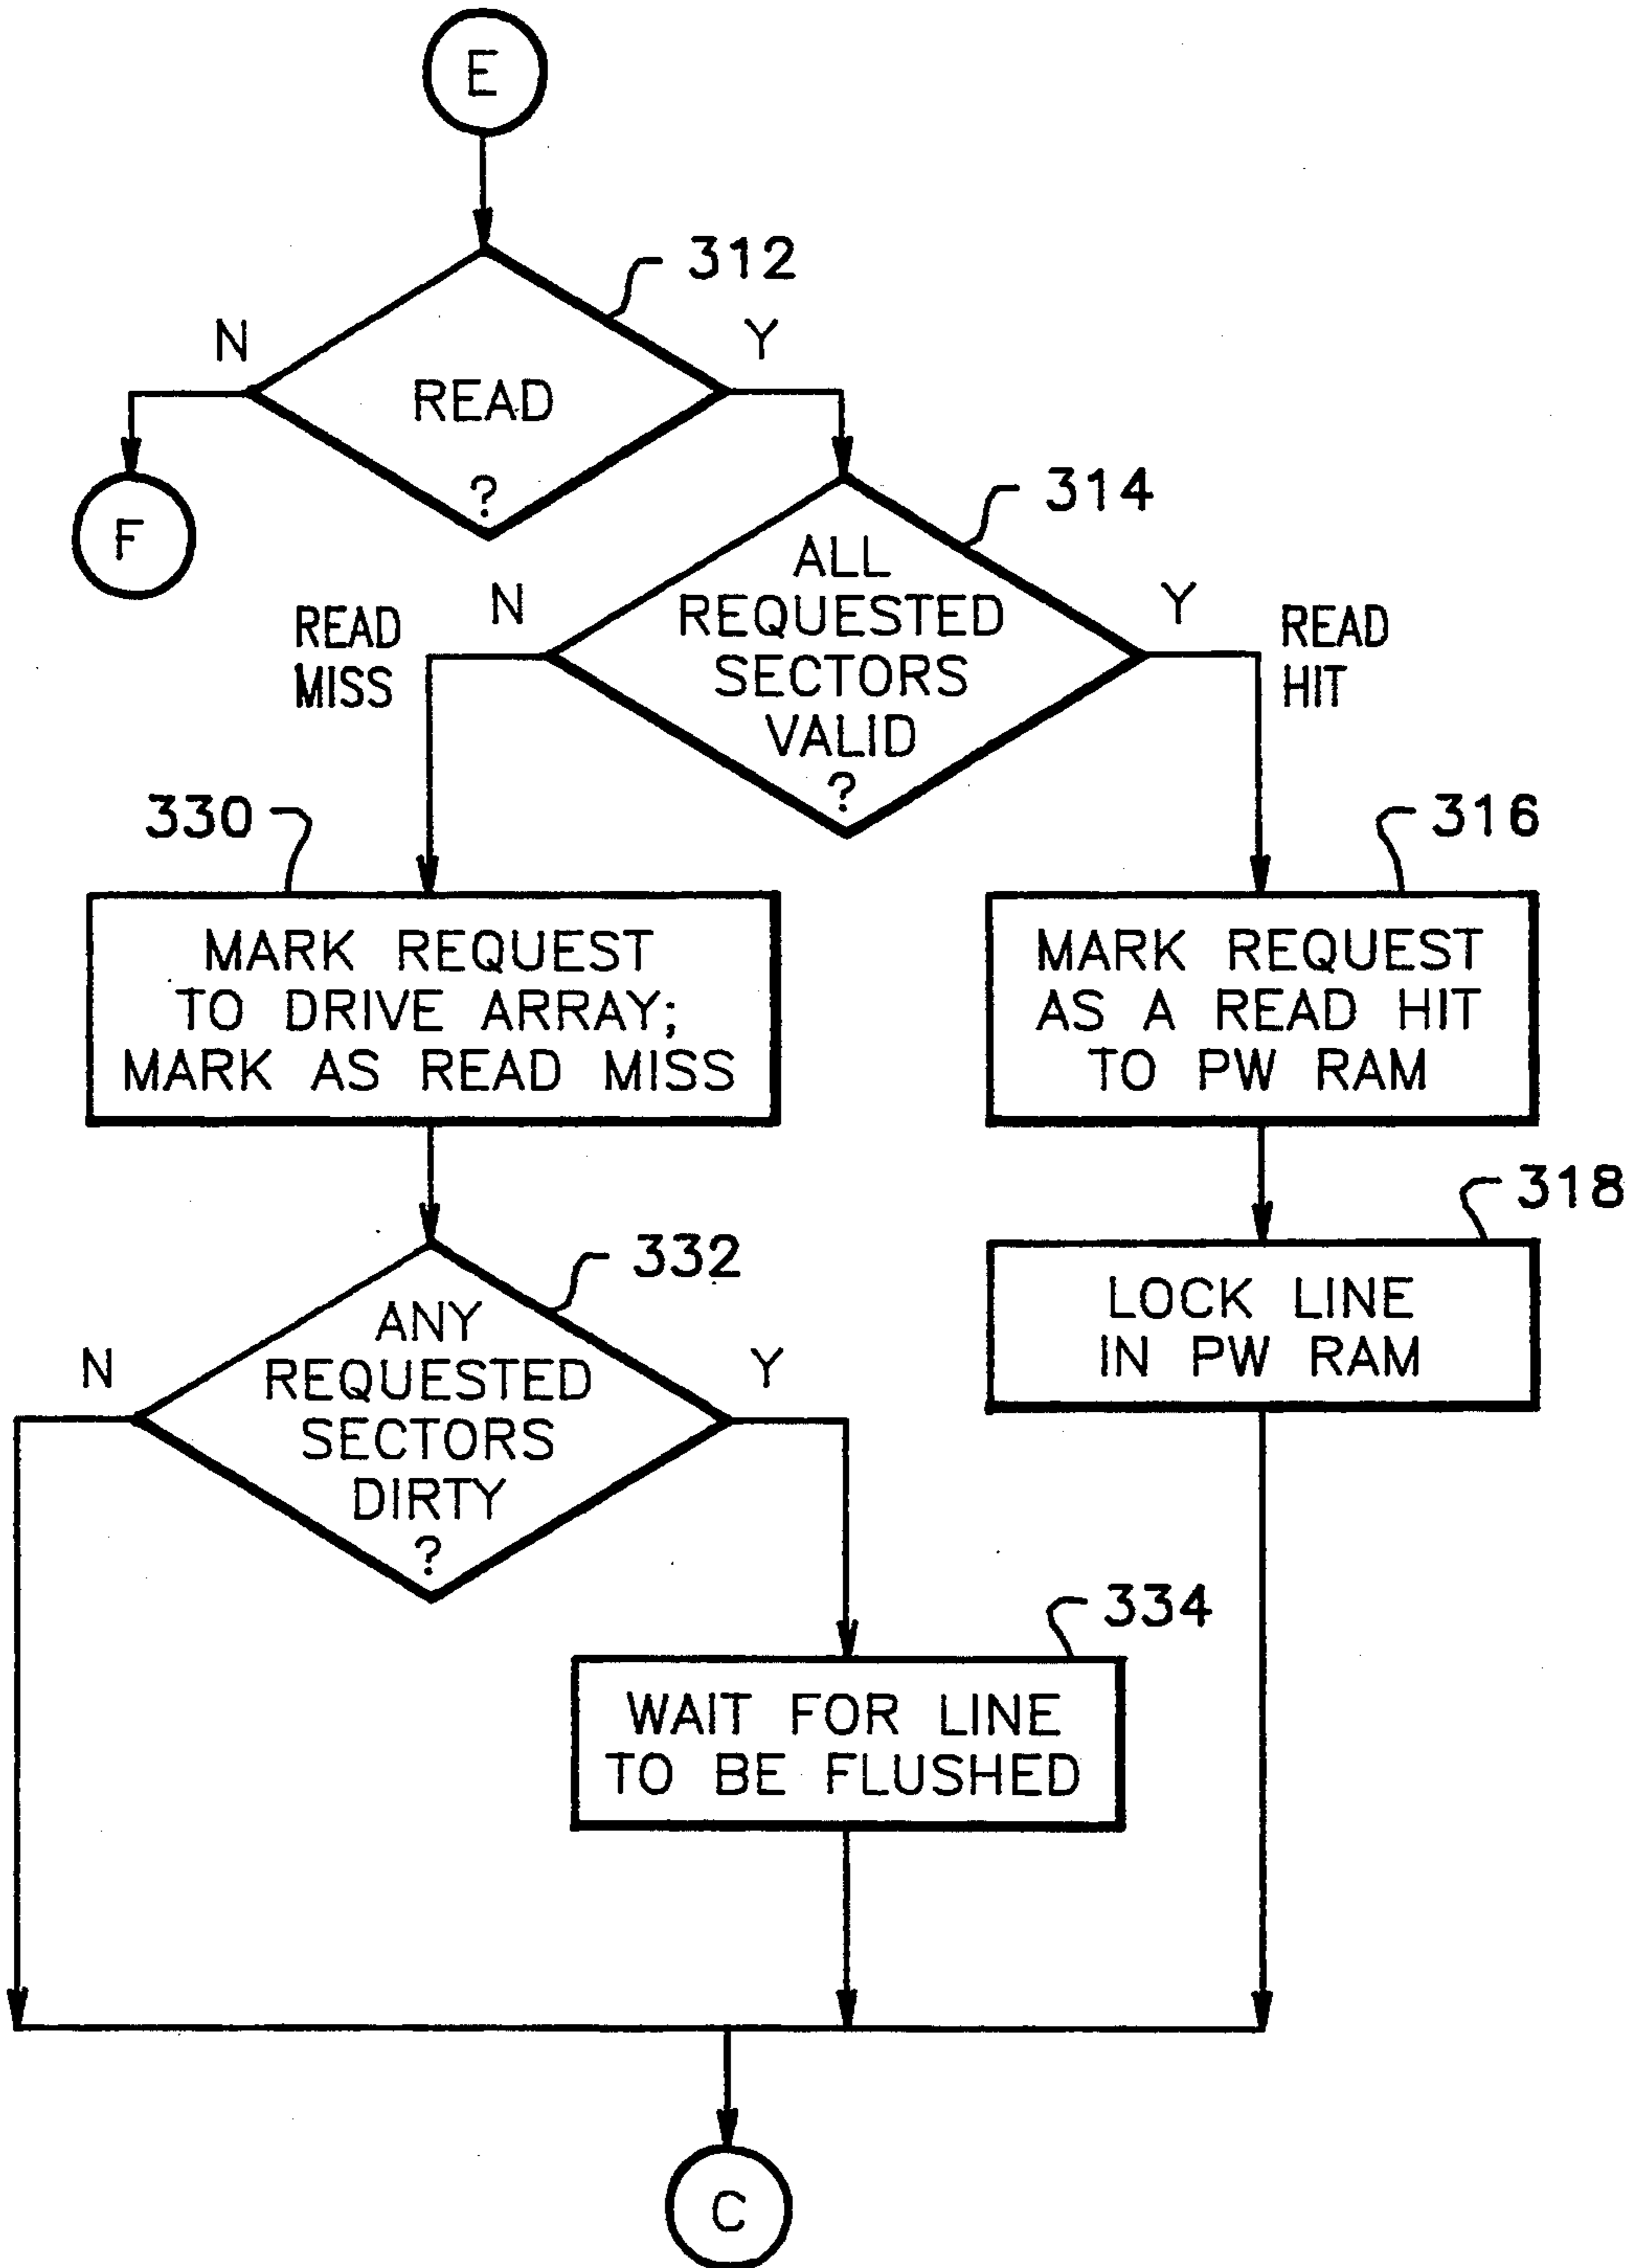 E
312
N
Y
READ
?
F
314
ALL
REQUESTED
SECTORS
VALID
?
N
Y
READ
MISS
READ
HIT
330
316
MARK REQUEST
TO DRIVE ARRAY;
MARK AS READ MISS
MARK REQUEST
AS A READ HIT
TO PW RAM
318
332
LOCK LINE
IN PW RAM
ANY
REQUESTED
SECTORS
DIRTY
?
N
Y
334
WAIT FOR LINE
TO BE FLUSHED
C